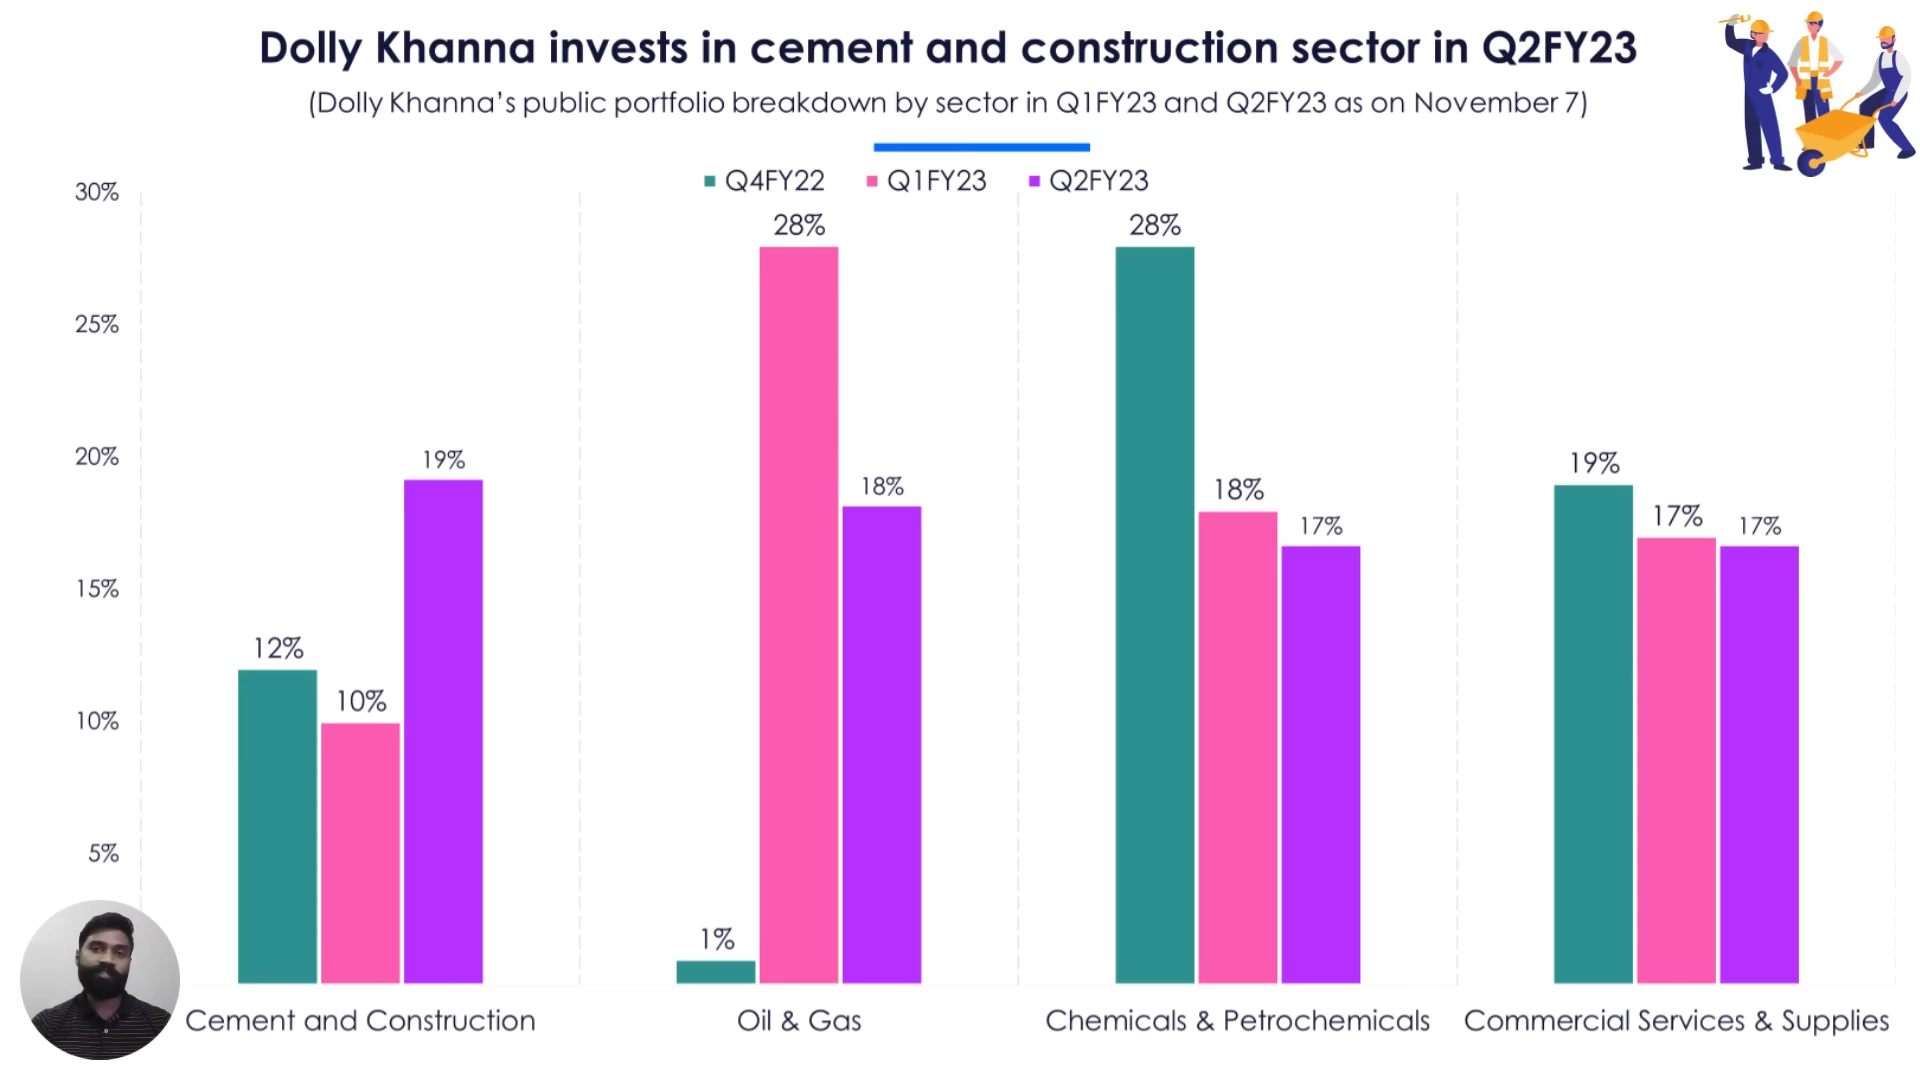 Dolly Khanna invests in cement and construction sector in Q2FY23
(Dolly Khanna's public portfolio breakdown by sector in Q1FY23 and Q2FY23 as on November 7)
Q4FY22 Q1FY23 Q2FY23
30%
25%
20%
15%
10%
5%
12%
10%
19%
1%
28%
18%
28%
18%
17%
19%
17%
17%
Cement and Construction
Oil & Gas
Chemicals & Petrochemicals
Commercial Services & Supplies